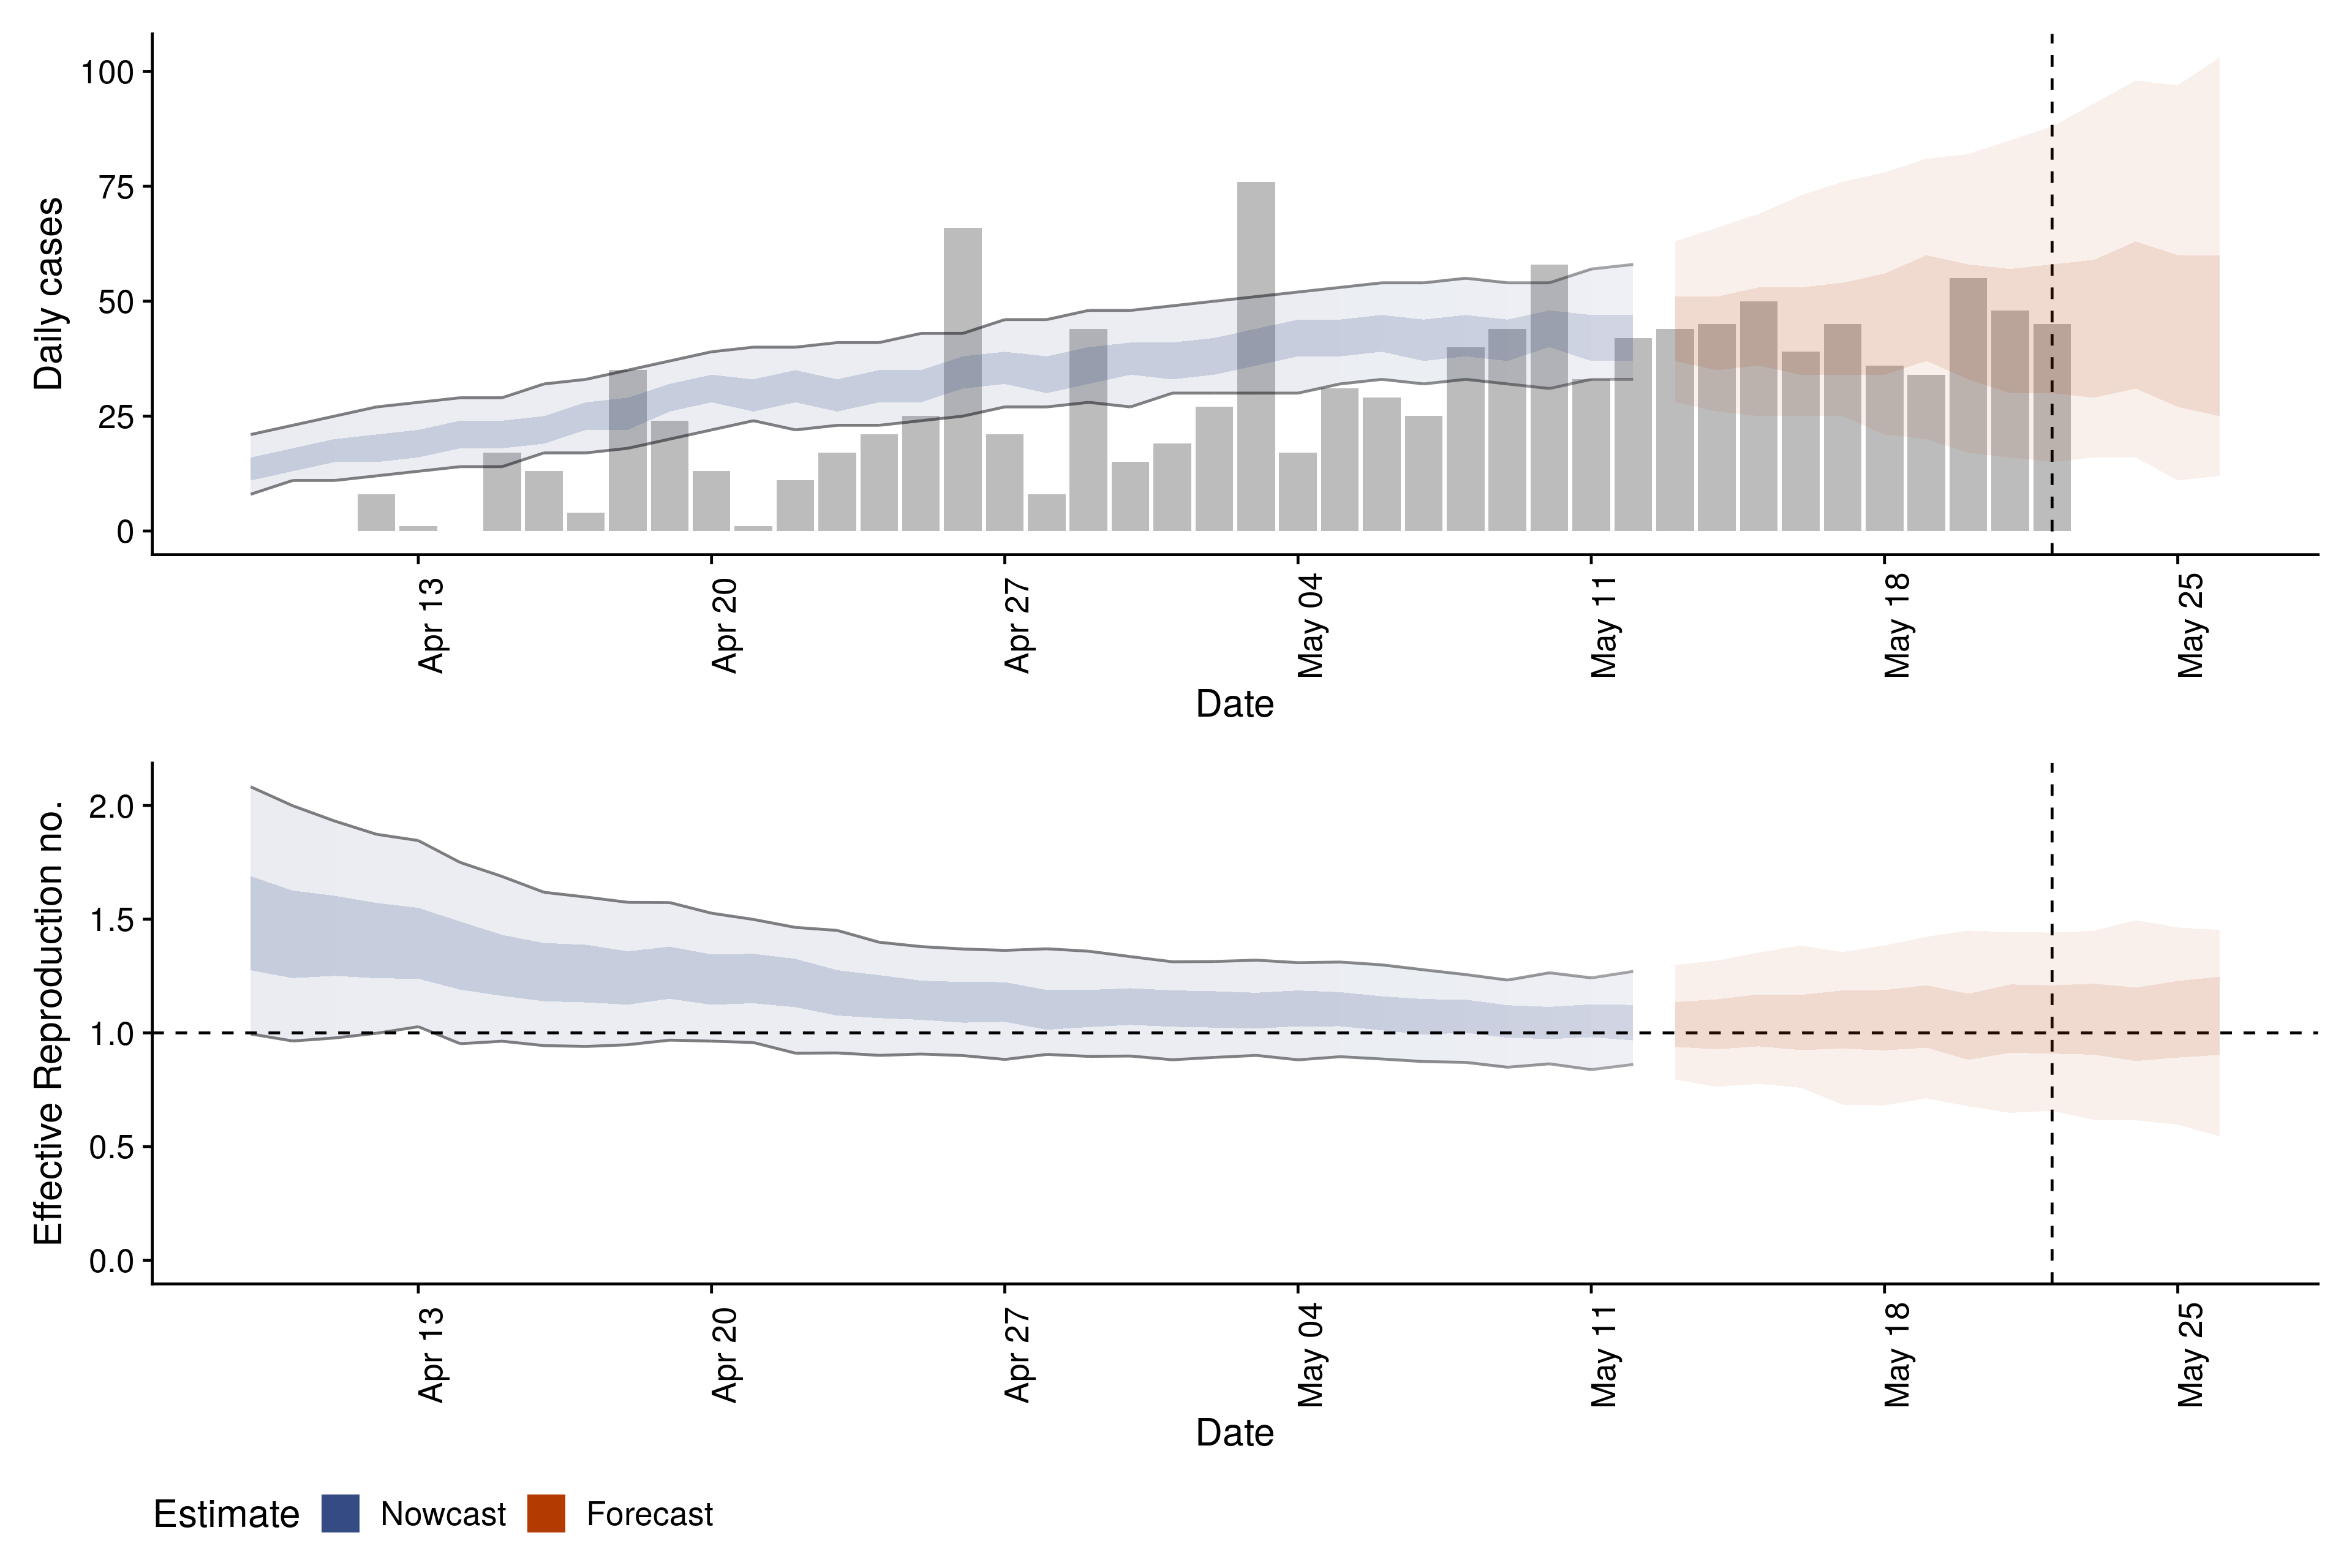 Daily cases
100
75
50
25
0
Apr 13
Apr 20
Apr 27
May 04
May 11
May 18
May 25
Date
Effective Reproduction no.
2.0
1.5
1.0
0.5
0.0
Apr 13
Apr 20
Apr 27
May 04
May 11
May 18
May 25
Date
Estimate Nowcast Forecast